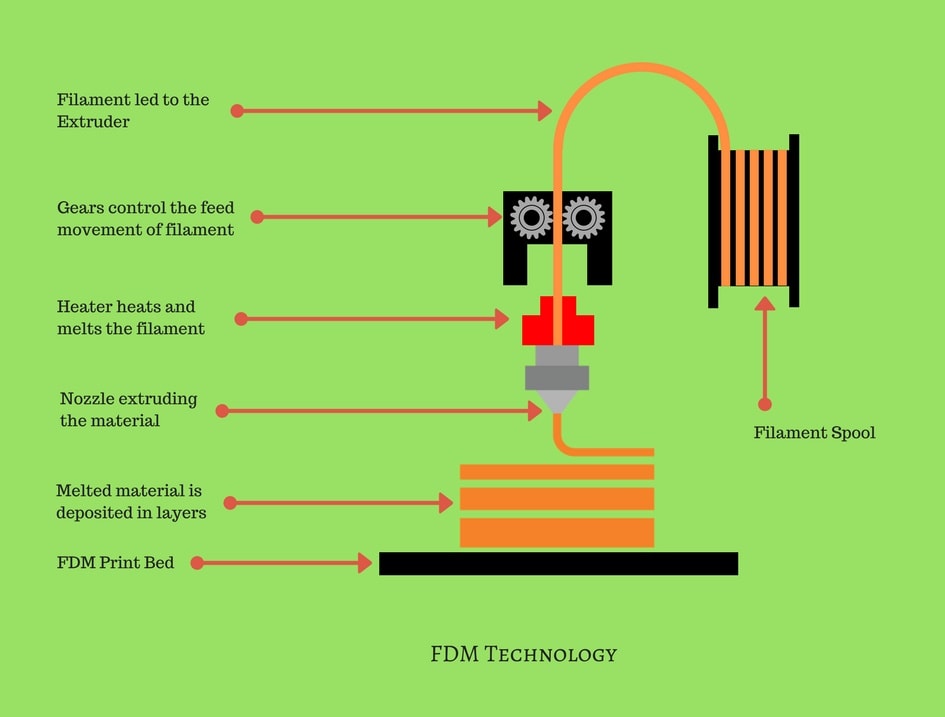 Filament led to the
Extruder
Gears control the feed
movement of filament
Heater heats and
melts the filament
Nozzle extruding
the material
Filament Spool
Melted material is
deposited in layers
FDM Print Bed
FDM Technology